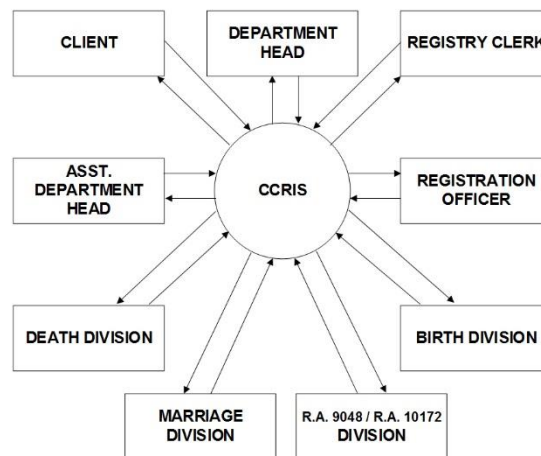 CLIENT
DEPARTMENT
HEAD
REGISTRY CLERK
ASST.
DEPARTMENT
HEAD
CCRIS
REGISTRATION
OFFICER
DEATH DIVISION
BIRTH DIVISION
MARRIAGE
DIVISION
R.A. 9048 / R.A. 10172
DIVISION